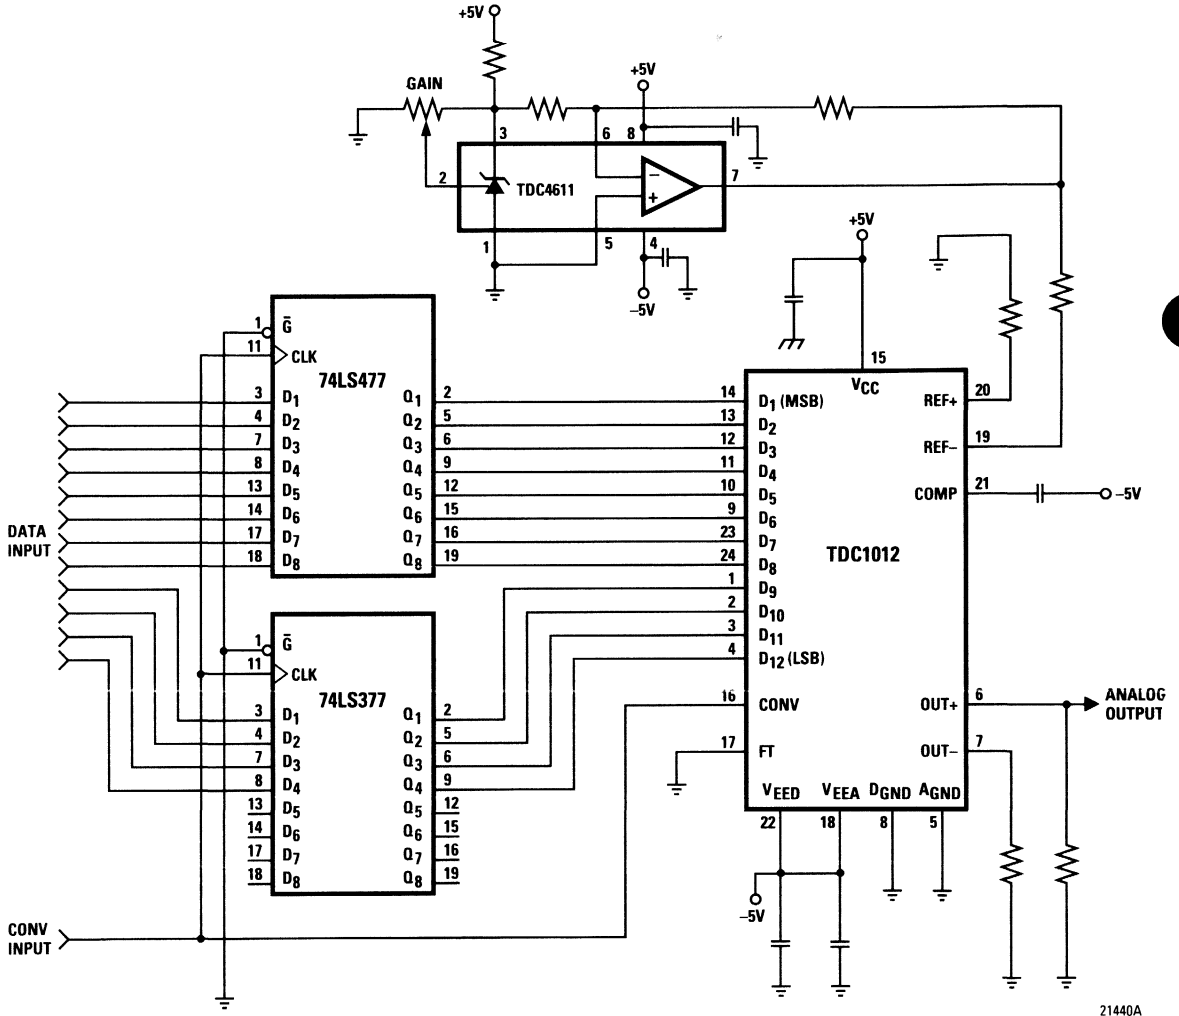 +5V
GAIN
+5V
3
6
8
2
TDC4611
−
+
7
1
5
4
−5V
+5V
1
G̅
11
CLK
74LS477
3 D1 Q1 2
4 D2 Q2 5
7 D3 Q3 6
8 D4 Q4 9
13 D5 Q5 12
14 D6 Q6 15
17 D7 Q7 16
18 D8 Q8 19
DATA
INPUT
1
G̅
11
CLK
74LS377
3 D1 Q1 2
4 D2 Q2 5
7 D3 Q3 6
8 D4 Q4 9
13 D5 Q5 12
14 D6 Q6 15
17 D7 Q7 16
18 D8 Q8 19
CONV
INPUT
15
VCC
14 D1 (MSB)
13 D2
12 D3
11 D4
10 D5
9 D6
23 D7
24 D8
1 D9
2 D10
3 D11
4 D12 (LSB)
16 CONV
17 FT
TDC1012
REF+ 20
REF− 19
COMP 21
−5V
OUT+ 6
ANALOG
OUTPUT
OUT− 7
VEED VEEA DGND AGND
22 18 8 5
−5V
21440A